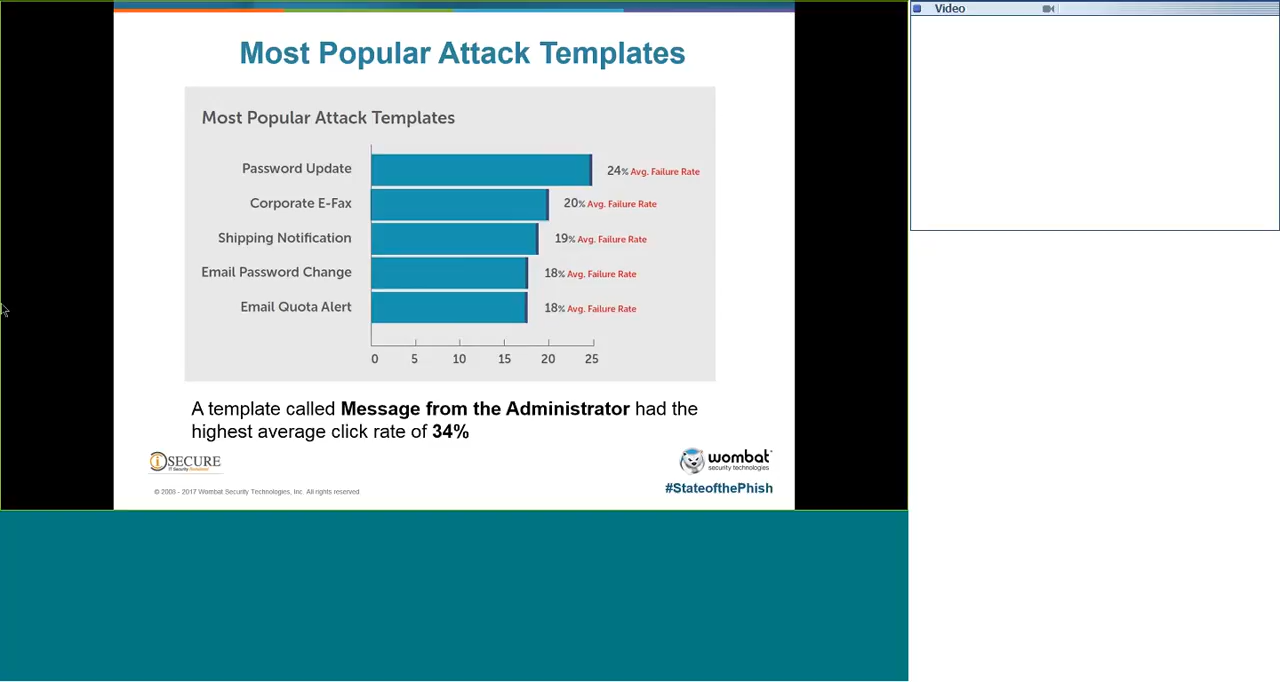 Video
Most Popular Attack Templates
Most Popular Attack Templates
Password Update
24% Avg. Failure Rate
Corporate E-Fax
20% Avg. Failure Rate
Shipping Notification
19% Avg. Failure Rate
Email Password Change
18% Avg. Failure Rate
Email Quota Alert
18% Avg. Failure Rate
0 5 10 15 20 25
A template called Message from the Administrator had the
highest average click rate of 34%
iSECURE
IT Security
wombat
security technologies
#StateofthePhish
© 2008 - 2017 Wombat Security Technologies, Inc. All rights reserved